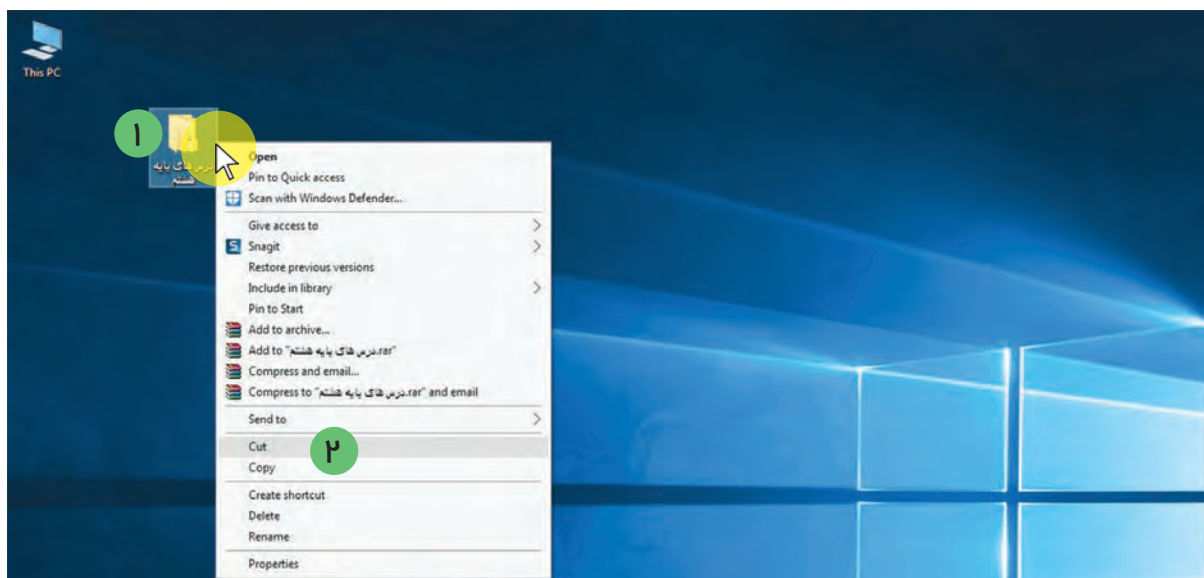 This PC
۱
درس های پایه
هشتم
Open
Pin to Quick access
Scan with Windows Defender...
Give access to
Snagit
Restore previous versions
Include in library
Pin to Start
Add to archive...
Add to "درس های پایه هشتم.rar"
Compress and email...
Compress to "درس های پایه هشتم.rar" and email
Send to
Cut
۲
Copy
Create shortcut
Delete
Rename
Properties